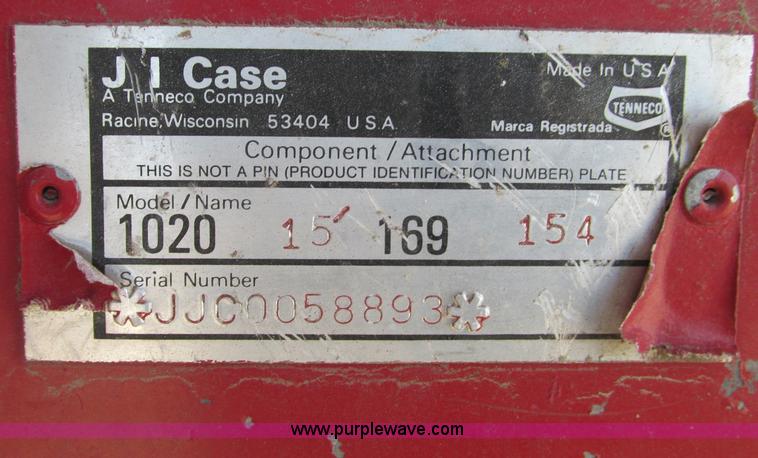 J I Case
A Tenneco Company
Racine, Wisconsin 53404 U.S.A.
Made In U S A
TENNECO
®
Marca Registrada
Component / Attachment
THIS IS NOT A PIN (PRODUCT IDENTIFICATION NUMBER) PLATE
Model / Name
1020 15' 169 154
Serial Number
*JJC0058893*
www.purplewave.com